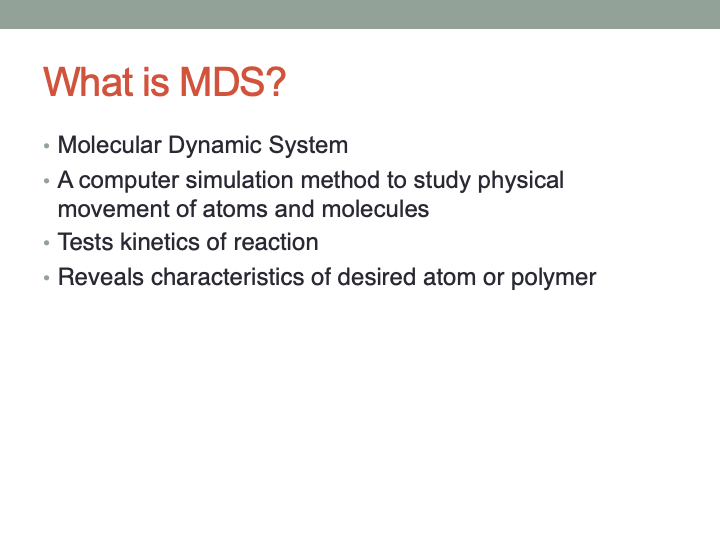 What is MDS?
• Molecular Dynamic System
• A computer simulation method to study physical
movement of atoms and molecules
• Tests kinetics of reaction
• Reveals characteristics of desired atom or polymer